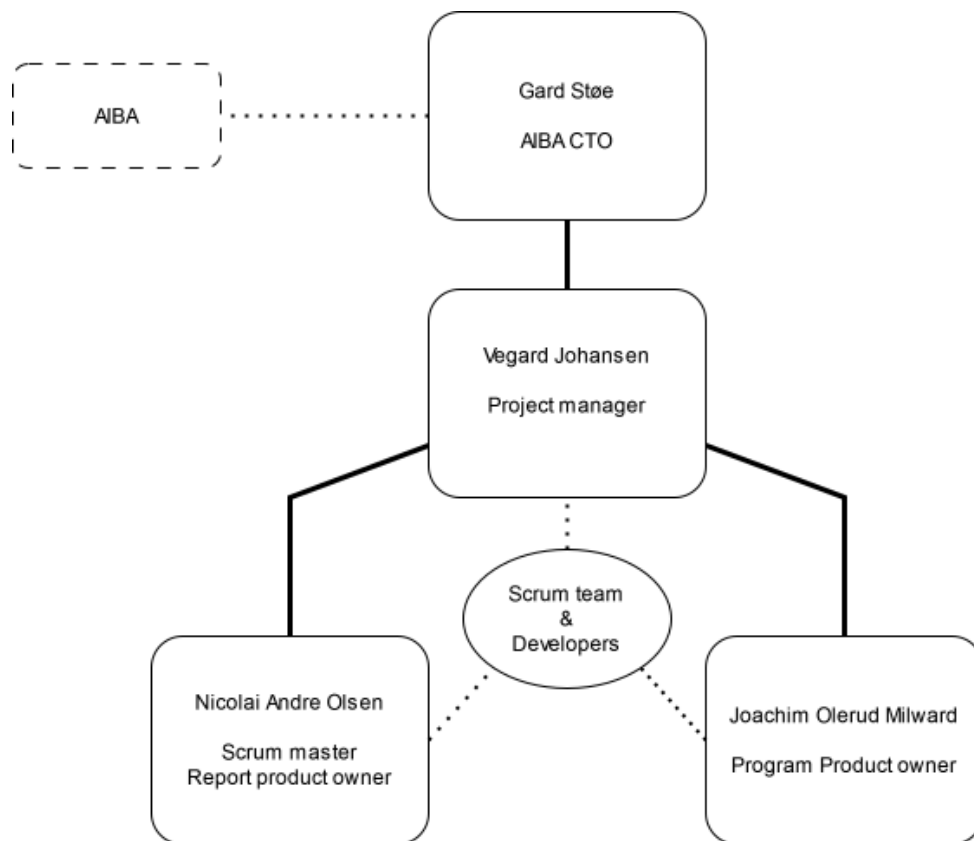 AIBA
Gard Støe
AIBA CTO
Vegard Johansen
Project manager
Scrum team
&
Developers
Nicolai Andre Olsen
Scrum master
Report product owner
Joachim Olerud Milward
Program Product owner